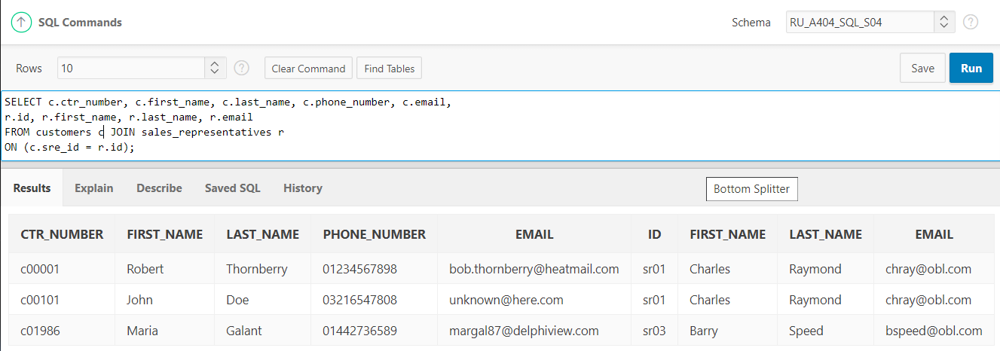 SQL Commands Schema RU_A404_SQL_S04 ?
Rows 10 ? Clear Command Find Tables Save Run
SELECT c.ctr_number, c.first_name, c.last_name, c.phone_number, c.email,
r.id, r.first_name, r.last_name, r.email
FROM customers c JOIN sales_representatives r
ON (c.sre_id = r.id);
Results Explain Describe Saved SQL History Bottom Splitter
CTR_NUMBER FIRST_NAME LAST_NAME PHONE_NUMBER EMAIL ID FIRST_NAME LAST_NAME EMAIL
c00001 Robert Thornberry 01234567898 bob.thornberry@heatmail.com sr01 Charles Raymond chray@obl.com
c00101 John Doe 03216547808 unknown@here.com sr01 Charles Raymond chray@obl.com
c01986 Maria Galant 01442736589 margal87@delphiview.com sr03 Barry Speed bspeed@obl.com